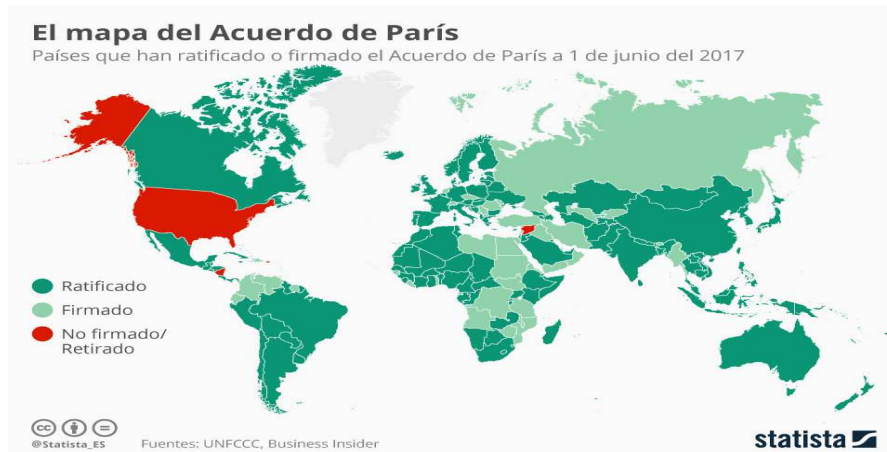 El mapa del Acuerdo de París
Países que han ratificado o firmado el Acuerdo de París a 1 de junio del 2017
Ratificado
Firmado
No firmado/
Retirado
@Statista_ES
Fuentes: UNFCCC, Business Insider
statista